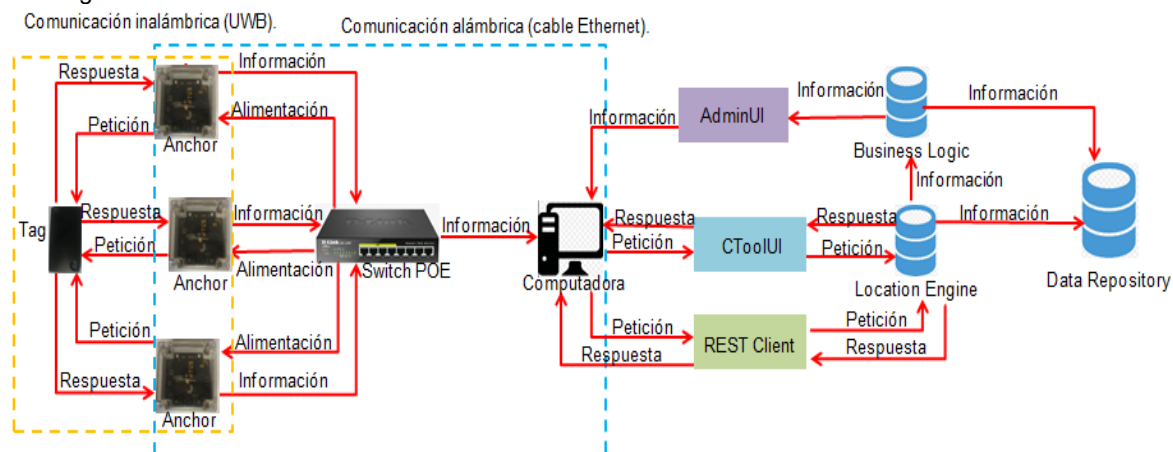 Comunicación inalámbrica (UWB).
Comunicación alámbrica (cable Ethernet).
Respuesta
Información
Alimentación
Petición
Anchor
Tag
Respuesta
Información
Petición
Alimentación
Anchor
Switch POE
Información
Computadora
Petición
Alimentación
Respuesta
Información
Anchor
Información
AdminUI
Información
Business Logic
Información
Información
Respuesta
CToolUI
Respuesta
Petición
Petición
Información
Location Engine
Data Repository
Petición
REST Client
Petición
Respuesta
Respuesta